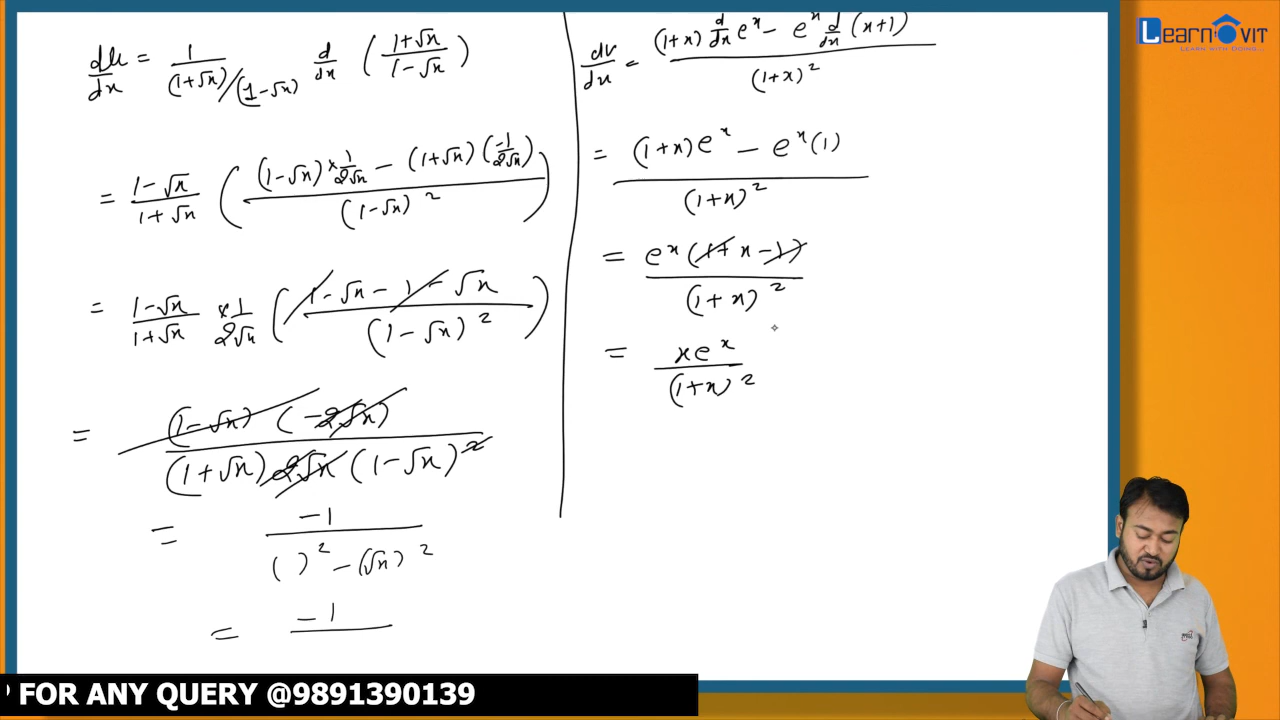 du/dx = 1/((1+√x)/(1-√x)) d/dx ((1+√x)/(1-√x))
= (1-√x)/(1+√x) (((1-√x) × 1/2√x - (1+√x)(-1/2√x))/(1-√x)²)
= (1-√x)/(1+√x) × 1/2√x ((1-√x-1-√x)/(1-√x)²)
= ((1-√x)(-2√x))/((1+√x)2√x(1-√x)²)
= -1/(( )²-(√x)²)
= -1
dv/dx = ((1+x) d/dx eˣ - eˣ d/dx (x+1))/(1+x)²
= ((1+x)eˣ - eˣ(1))/(1+x)²
= eˣ(1+x-1)/(1+x)²
= xeˣ/(1+x)²
LearnOVIT
LEARN WITH DOING...
FOR ANY QUERY @9891390139